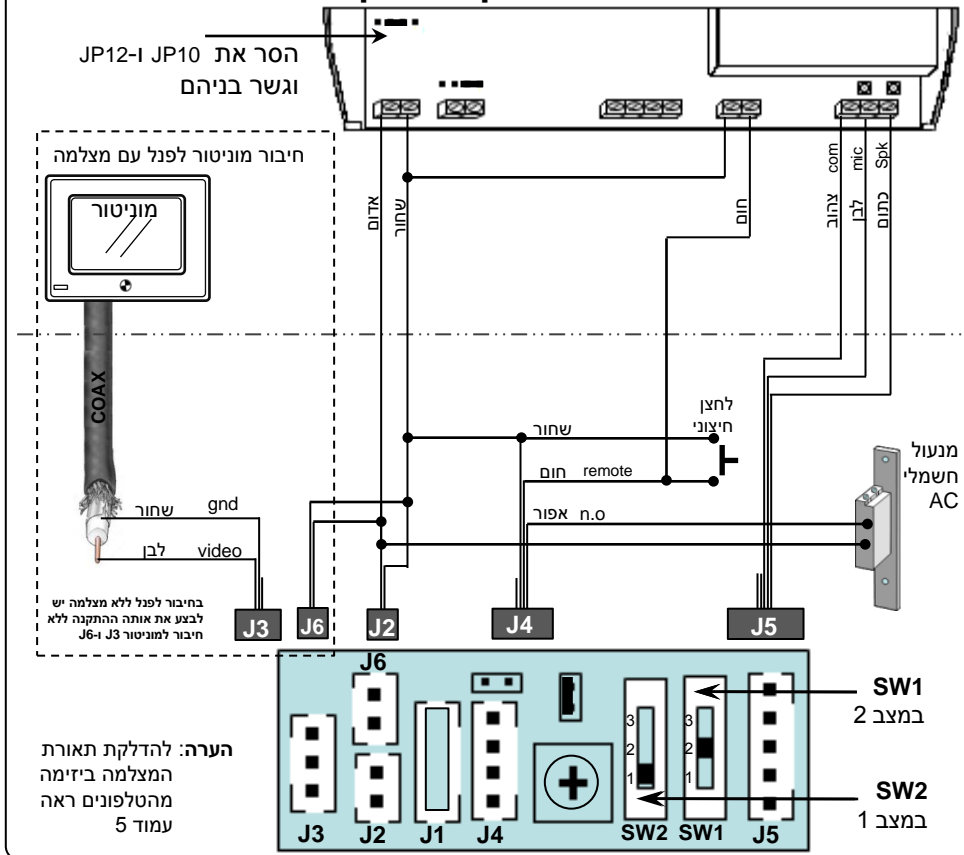 הסר את JP10 ו-JP12
וגשר בניהם
חיבור מוניטור לפנל עם מצלמה
מוניטור
COAX
אדום
שחור
חום
צהוב com
לבן mic
כתום Spk
לחצן
חיצוני
שחור
חום remote
אפור n.o
מנעול
חשמלי
AC
שחור gnd
לבן video
בחיבור לפנל ללא מצלמה יש
לבצע את אותה ההתקנה ללא
חיבור למוניטור J3 ו-J6
J3
J6
J2
J4
J5
J6
3
2
1
3
2
1
J3
J2
J1
J4
SW2
SW1
J5
SW1
במצב 2
SW2
במצב 1
הערה: להדלקת תאורת
המצלמה ביזימה
מהטלפונים ראה
עמוד 5